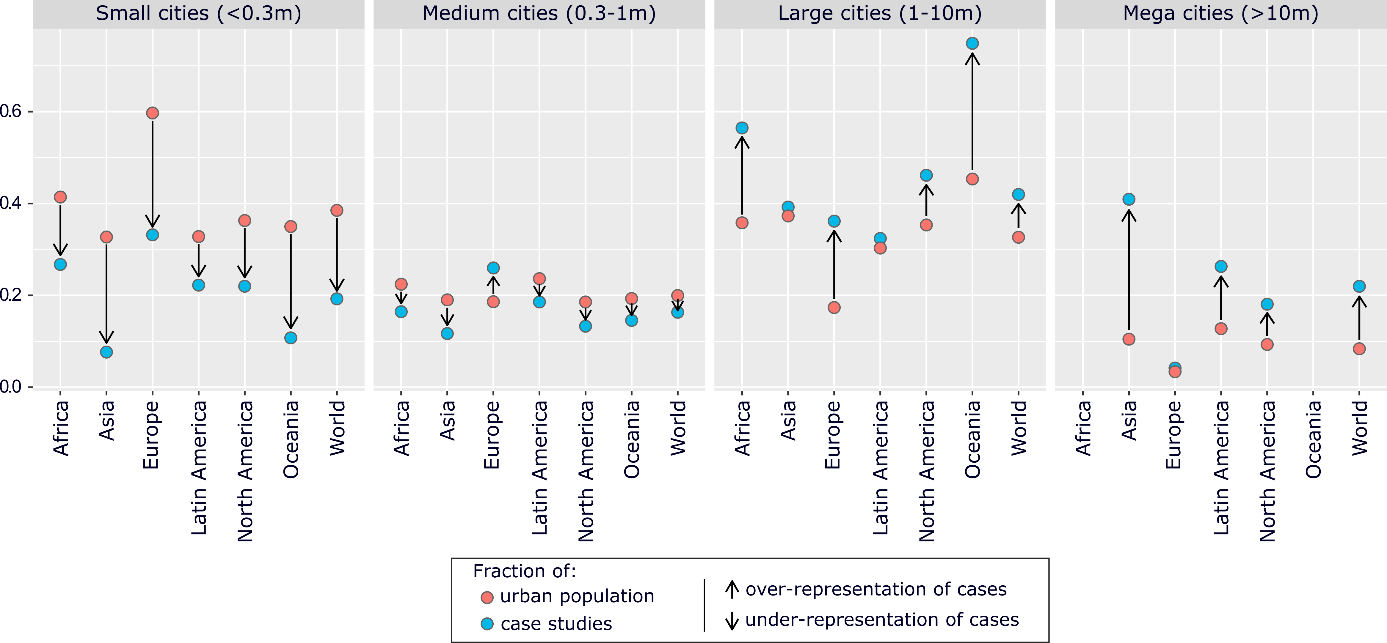 Small cities (<0.3m) Medium cities (0.3-1m) Large cities (1-10m) Mega cities (>10m)
0.6
0.4
0.2
0.0
Africa Asia Europe Latin America North America Oceania World Africa Asia Europe Latin America North America Oceania World Africa Asia Europe Latin America North America Oceania World Africa Asia Europe Latin America North America Oceania World
Fraction of:
urban population over-representation of cases
case studies under-representation of cases